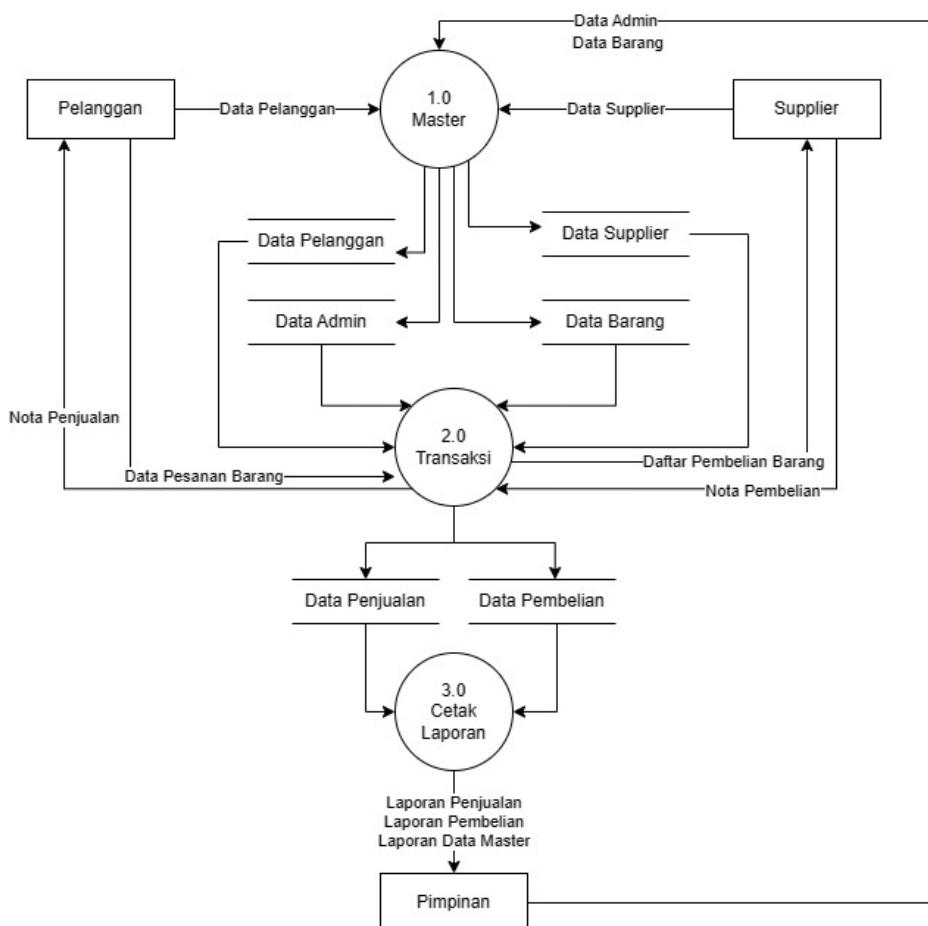 Data Admin
Data Barang
Pelanggan
Data Pelanggan
1.0
Master
Data Supplier
Supplier
Data Pelanggan
Data Supplier
Data Admin
Data Barang
Nota Penjualan
2.0
Transaksi
Data Pesanan Barang
Daftar Pembelian Barang
Nota Pembelian
Data Penjualan
Data Pembelian
3.0
Cetak
Laporan
Laporan Penjualan
Laporan Pembelian
Laporan Data Master
Pimpinan